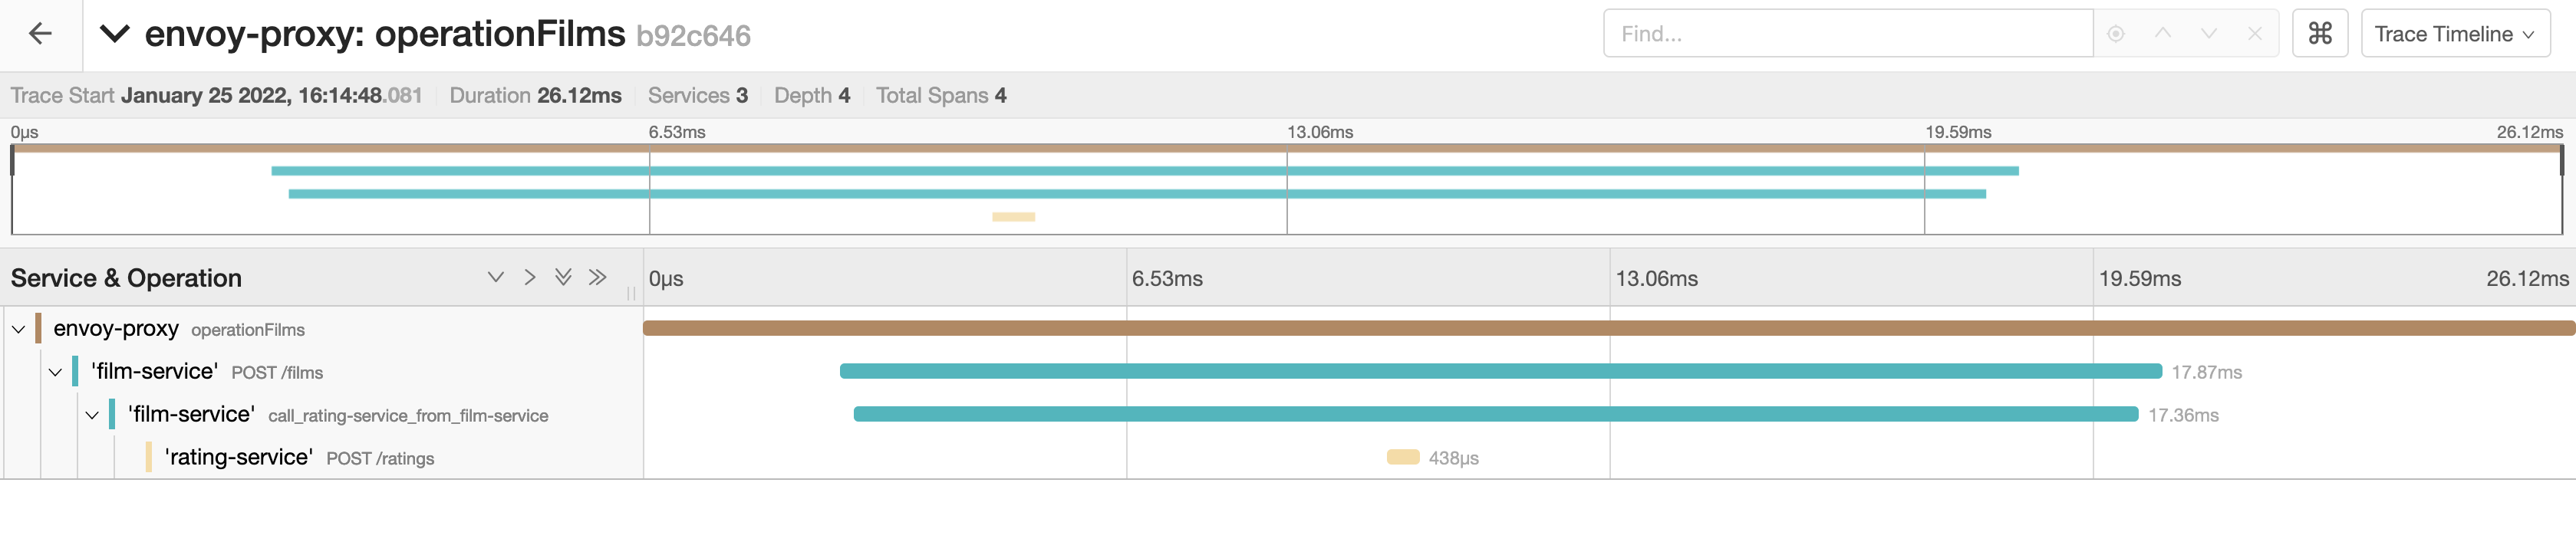 envoy-proxy: operationFilms b92c646
Find...
Trace Timeline
Trace Start January 25 2022, 16:14:48.081 Duration 26.12ms Services 3 Depth 4 Total Spans 4
0μs 6.53ms 13.06ms 19.59ms 26.12ms
Service & Operation 0μs 6.53ms 13.06ms 19.59ms 26.12ms
envoy-proxy operationFilms
'film-service' POST /films 17.87ms
'film-service' call_rating-service_from_film-service 17.36ms
'rating-service' POST /ratings 438μs